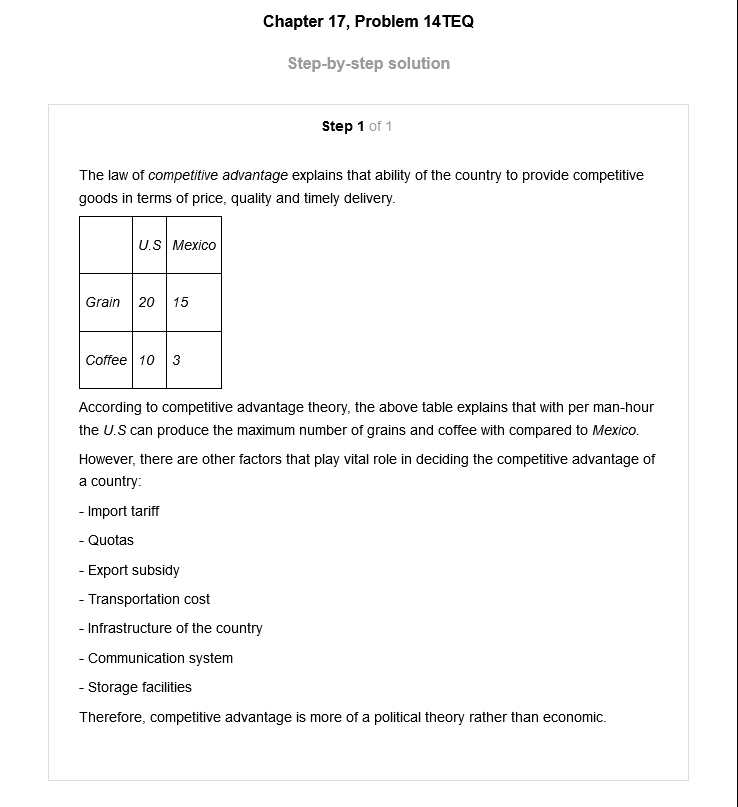 Chapter 17, Problem 14TEQ
Step-by-step solution
Step 1 of 1
The law of competitive advantage explains that ability of the country to provide competitive
goods in terms of price, quality and timely delivery.
U.S Mexico
Grain 20 15
Coffee 10 3
According to competitive advantage theory, the above table explains that with per man-hour
the U.S can produce the maximum number of grains and coffee with compared to Mexico.
However, there are other factors that play vital role in deciding the competitive advantage of
a country:
- Import tariff
- Quotas
- Export subsidy
- Transportation cost
- Infrastructure of the country
- Communication system
- Storage facilities
Therefore, competitive advantage is more of a political theory rather than economic.